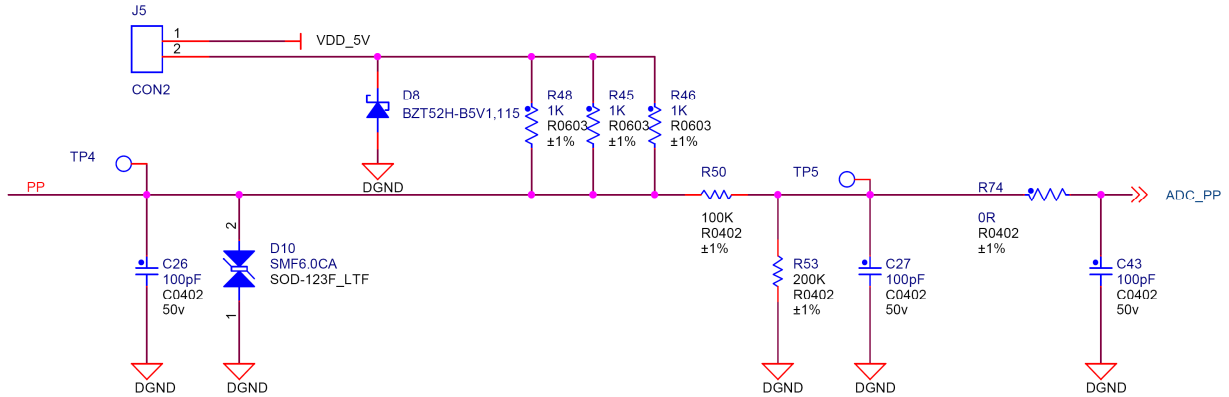 J5
1
2
VDD_5V
CON2
D8
BZT52H-B5V1,115
R48
1K
R0603
±1%
R45
1K
R0603
±1%
R46
1K
R0603
±1%
DGND
TP4
PP
R50
100K
R0402
±1%
TP5
R74
0R
R0402
±1%
ADC_PP
C26
100pF
C0402
50v
2
D10
SMF6.0CA
SOD-123F_LTF
1
R53
200K
R0402
±1%
C27
100pF
C0402
50v
C43
100pF
C0402
50v
DGND
DGND
DGND
DGND
DGND